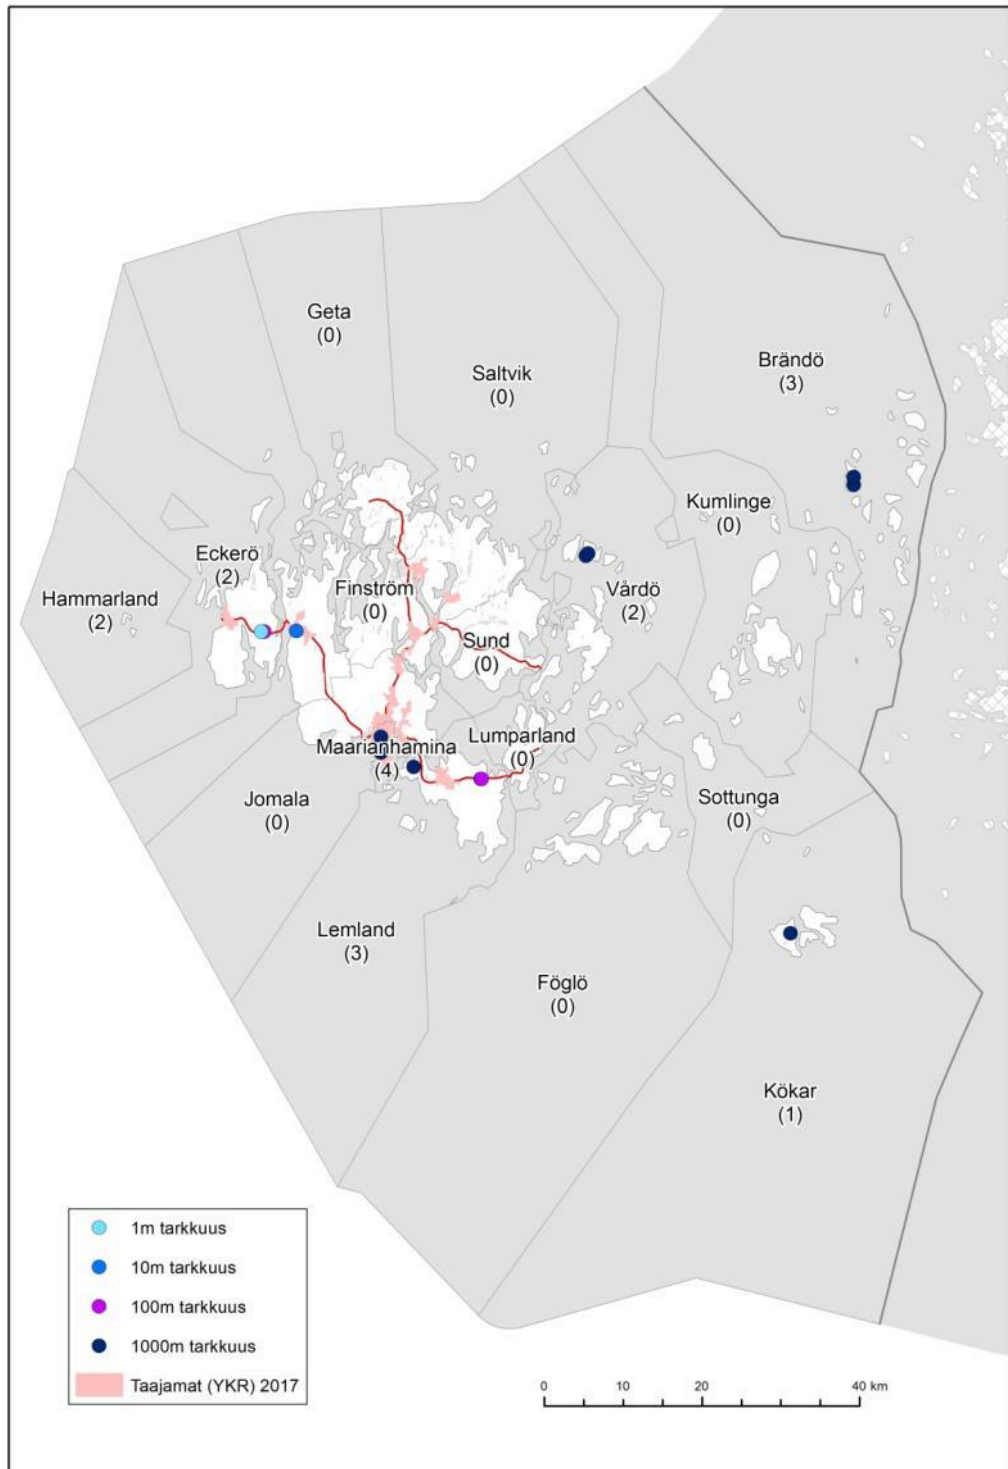 Geta
(0)
Saltvik
(0)
Brändö
(3)
Kumlinge
(0)
Eckerö
(2)
Hammarland
(2)
Finström
(0)
Vårdö
(2)
Sund
(0)
Maarianhamina
(4)
Lumparland
(0)
Jomala
(0)
Sottunga
(0)
Lemland
(3)
Föglö
(0)
Kökar
(1)
1m tarkkuus
10m tarkkuus
100m tarkkuus
1000m tarkkuus
Taajamat (YKR) 2017
0 10 20 40 km